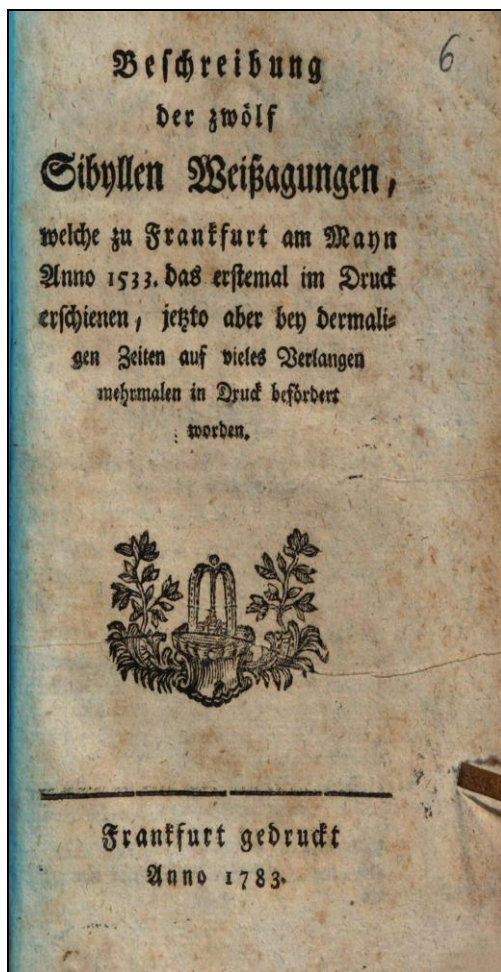 Beschreibung
der zwölf
Sibyllen Weißagungen,
welche zu Frankfurt am Mayn
Anno 1533. das erstemal im Druck
erschienen, jetzto aber bey dermali-
gen Zeiten auf vieles Verlangen
mehrmalen in Druck befördert
worden.
6
Frankfurt gedruckt
Anno 1783.